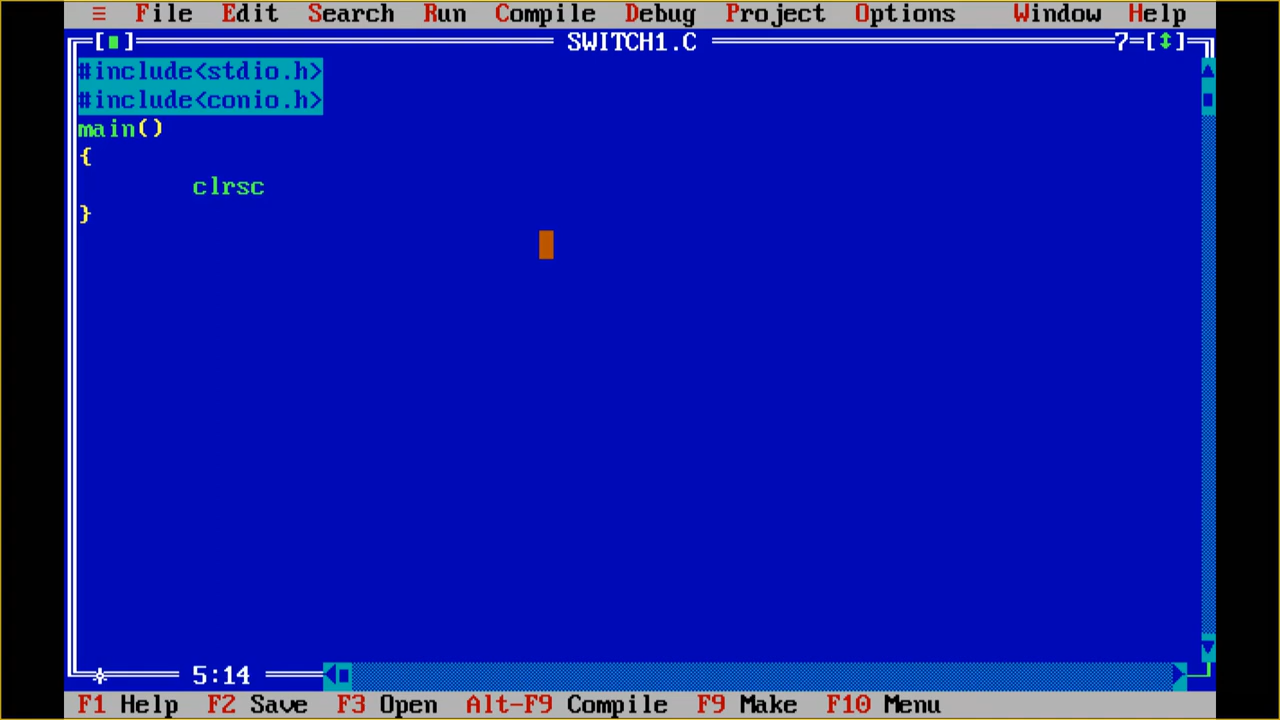 ≡ File Edit Search Run Compile Debug Project Options Window Help
[■] SWITCH1.C 7=[↕]
#include<stdio.h>
#include<conio.h>
main()
{
clrsc
}
5:14
F1 Help F2 Save F3 Open Alt-F9 Compile F9 Make F10 Menu